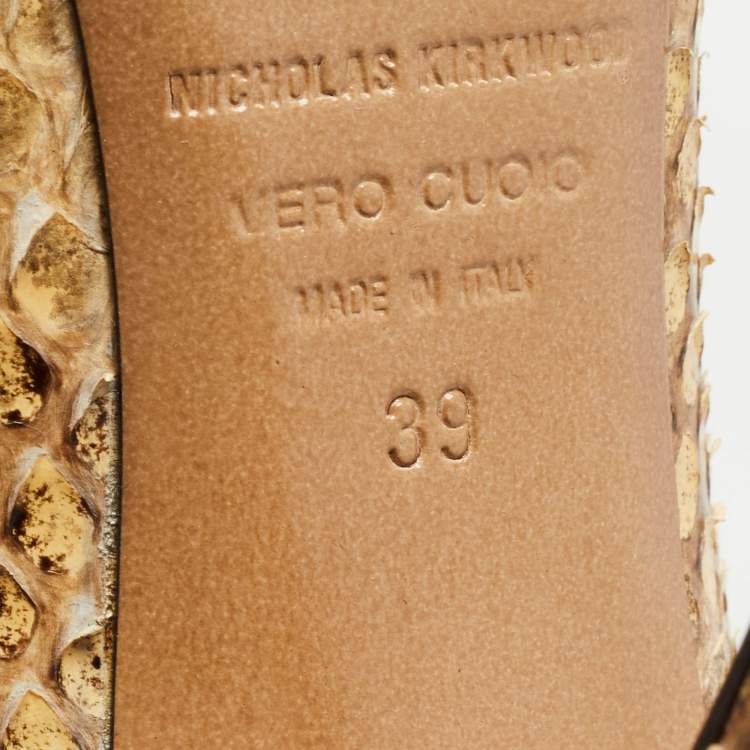 NICHOLAS KIRKWOOD
VERO CUOIO
MADE IN ITALY
39